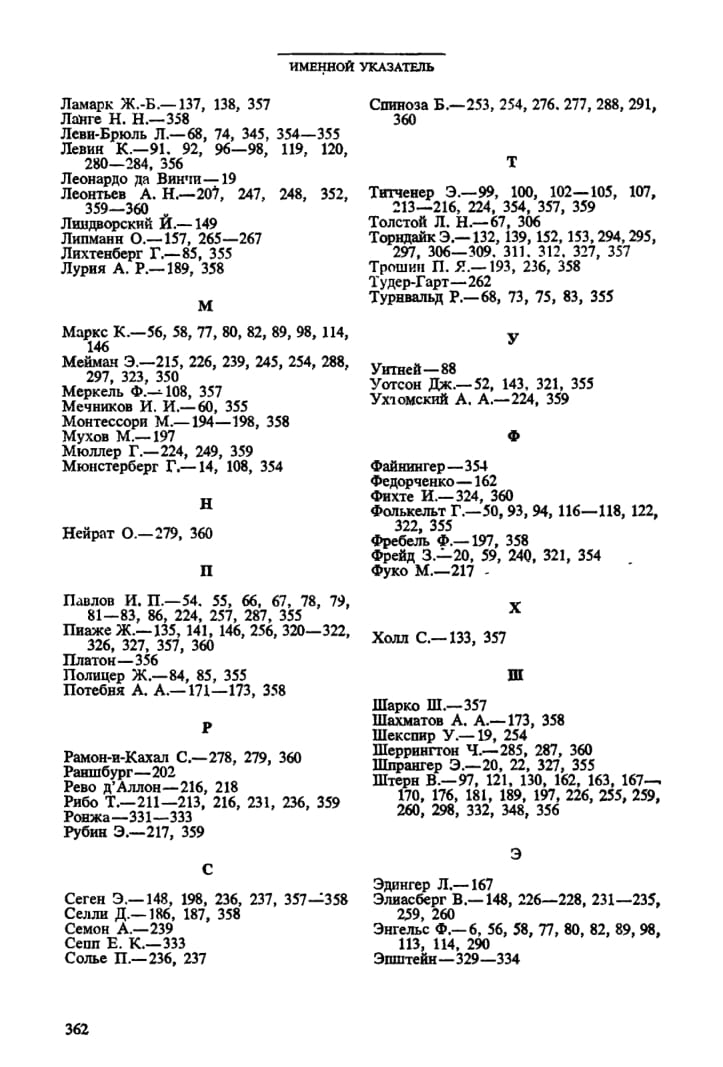 ИМЕННОЙ УКАЗАТЕЛЬ
Ламарк Ж.-Б.—137, 138, 357
Ланге Н. Н.—358
Леви-Брюль Л.—68, 74, 345, 354—355
Левин К.—91. 92, 96—98, 119, 120,
280—284, 356
Леонардо да Винчи—19
Леонтьев А. Н.—207, 247, 248, 352,
359—360
Линдворский Й.—149
Липманн О.—157, 265—267
Лихтенберг Г.—85, 355
Лурия А. Р.—189, 358
М
Маркс К.—56, 58, 77, 80, 82, 89, 98, 114,
146
Мейман Э.—215, 226, 239, 245, 254, 288,
297, 323, 350
Меркель Ф.—108, 357
Мечников И. И.—60, 355
Монтессори М.—194—198, 358
Мухов М.—197
Мюллер Г.—224, 249, 359
Мюнстерберг Г.—14, 108, 354
Н
Нейрат О.—279, 360
П
Павлов И. П.—54. 55, 66, 67, 78, 79,
81—83, 86, 224, 257, 287, 355
Пиаже Ж.—135, 141, 146, 256, 320—322,
326, 327, 357, 360
Платон—356
Полицер Ж.—84, 85, 355
Потебня А. А.—171—173, 358
Р
Рамон-и-Кахал С.—278, 279, 360
Раншбург—202
Рево д'Аллон—216, 218
Рибо Т.—211—213, 216, 231, 236, 359
Ронжа—331—333
Рубин Э.—217, 359
С
Сеген Э.—148, 198, 236, 237, 357—358
Селли Д.—186, 187, 358
Семон А.—239
Сепп Е. К.—333
Солье П.—236, 237
Спиноза Б.—253, 254, 276. 277, 288, 291,
360
Т
Титченер Э.—99, 100, 102—105, 107,
213—216, 224, 354, 357, 359
Толстой Л. Н.—67, 306
Торндайк Э.—132, 139, 152, 153, 294, 295,
297, 306—309. 311. 312. 327, 357
Трошин П. Я.—193, 236, 358
Тудер-Гарт—262
Турнвальд Р.—68, 73, 75, 83, 355
У
Уитней—88
Уотсон Дж.—52, 143. 321, 355
Ухтомский А. А.—224, 359
Ф
Файнингер—354
Федорченко—162
Фихте И.—324, 360
Фолькельт Г.—50, 93, 94, 116—118, 122,
322, 355
Фребель Ф.—197, 358
Фрейд З.—20, 59, 240, 321, 354
Фуко М.—217
Х
Холл С.—133, 357
Ш
Шарко Ш.—357
Шахматов А. А.—173, 358
Шекспир У.—19, 254
Шеррингтон Ч.—285, 287, 360
Шпрангер Э.—20, 22, 327, 355
Штерн В.—97, 121, 130, 162, 163, 167—
170, 176, 181, 189, 197, 226, 255, 259,
260, 298, 332, 348, 356
Э
Эдингер Л.—167
Элиасберг В.—148, 226—228, 231—235,
259, 260
Энгельс Ф.—6, 56, 58, 77, 80, 82, 89, 98,
113, 114, 290
Эпштейн—329—334
362